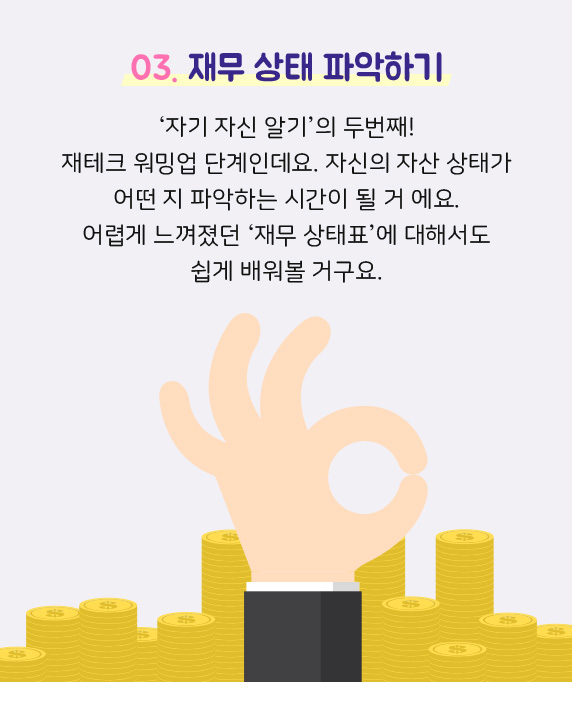 03. 재무 상태 파악하기
‘자기 자신 알기’의 두번째!
재테크 워밍업 단계인데요. 자신의 자산 상태가
어떤 지 파악하는 시간이 될 거 에요.
어렵게 느껴졌던 ‘재무 상태표’에 대해서도
쉽게 배워볼 거구요.